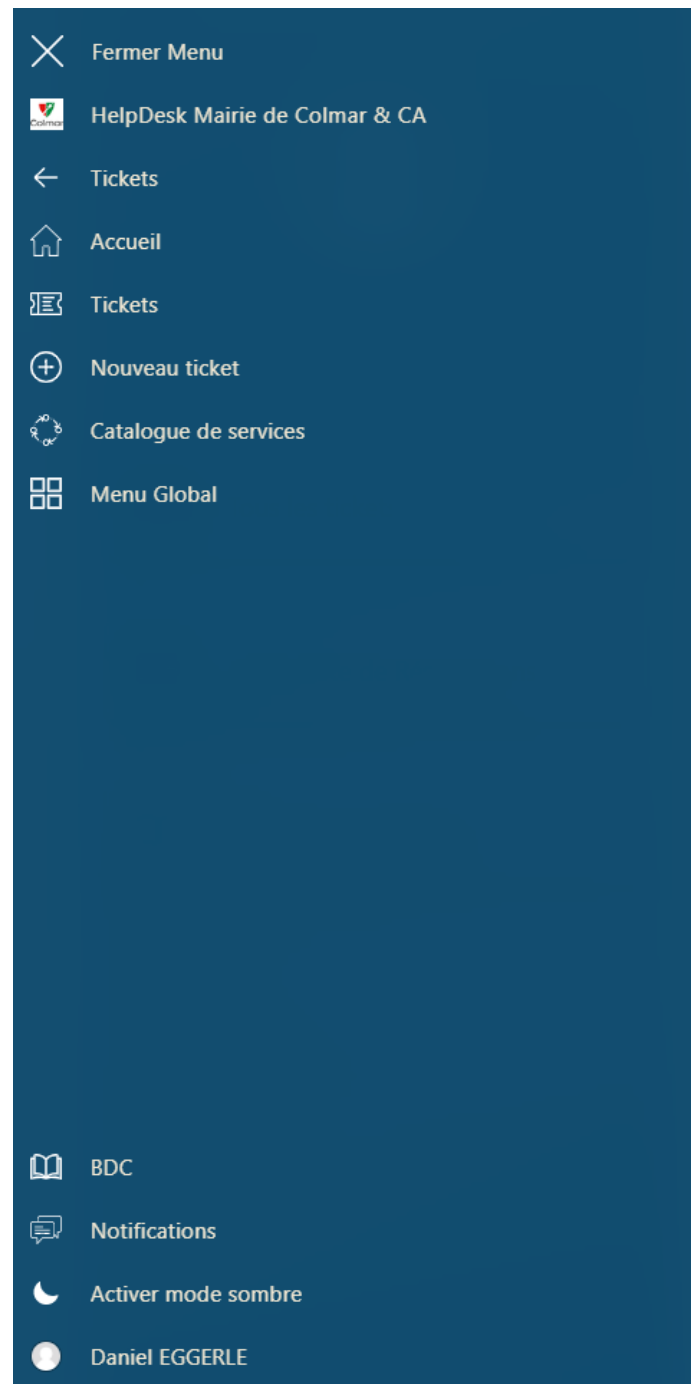 Fermer Menu
Colmar
HelpDesk Mairie de Colmar & CA
Tickets
Accueil
Tickets
Nouveau ticket
Catalogue de services
Menu Global
BDC
Notifications
Activer mode sombre
Daniel EGGERLE